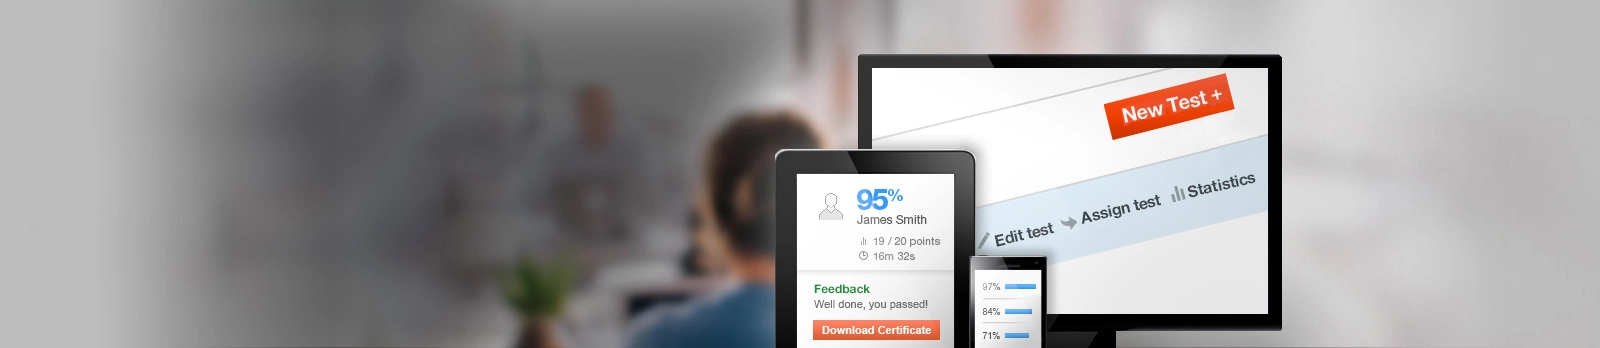 New Test +
Edit test
Assign test
Statistics
95%
James Smith
19 / 20 points
16m 32s
Feedback
Well done, you passed!
Download Certificate
97%
84%
71%